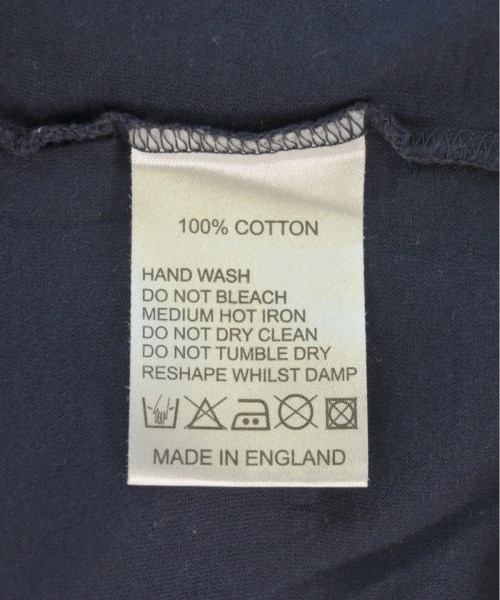 100% COTTON
HAND WASH
DO NOT BLEACH
MEDIUM HOT IRON
DO NOT DRY CLEAN
DO NOT TUMBLE DRY
RESHAPE WHILST DAMP
MADE IN ENGLAND